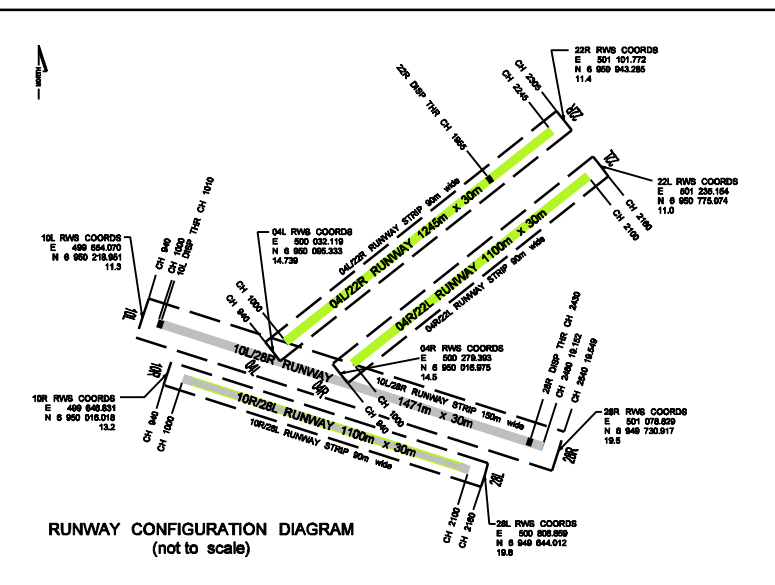 NORTH
22R RWS COORDS
E 501 101.772
N 6 950 943.285
11.4
CH 2305
CH 2245
22R
22R DISP THR CH 1955
22L
22L RWS COORDS
E 501 235.154
N 6 950 775.074
11.0
CH 2160
CH 2100
04L/22R RUNWAY STRIP 90m wide
04L/22R RUNWAY 1245m x 30m
04R/22L RUNWAY 1100m x 30m
04R/22L RUNWAY STRIP 90m wide
10L RWS COORDS
E 499 654.070
N 6 950 218.951
11.3
CH 940
CH 1000
10L DISP THR CH 1010
10L
04L RWS COORDS
E 500 032.119
N 6 950 095.333
14.739
CH 1000
CH 940
04L
04R
04R RWS COORDS
E 500 279.393
N 6 950 016.975
14.5
CH 1000
CH 940
10L/28R RUNWAY
1471m x 30m
10L/28R RUNWAY STRIP 150m wide
28R DISP THR CH 2430
CH 2460 19.152
CH 2540 19.549
28R
28R RWS COORDS
E 501 078.829
N 6 949 730.917
19.5
10R
10R RWS COORDS
E 499 646.631
N 6 950 016.018
13.2
CH 940
CH 1000
10R/28L RUNWAY 1100m x 30m
10R/28L RUNWAY STRIP 90m wide
CH 2100
CH 2160
28L
28L RWS COORDS
E 500 808.859
N 6 949 644.012
19.8
RUNWAY CONFIGURATION DIAGRAM
(not to scale)